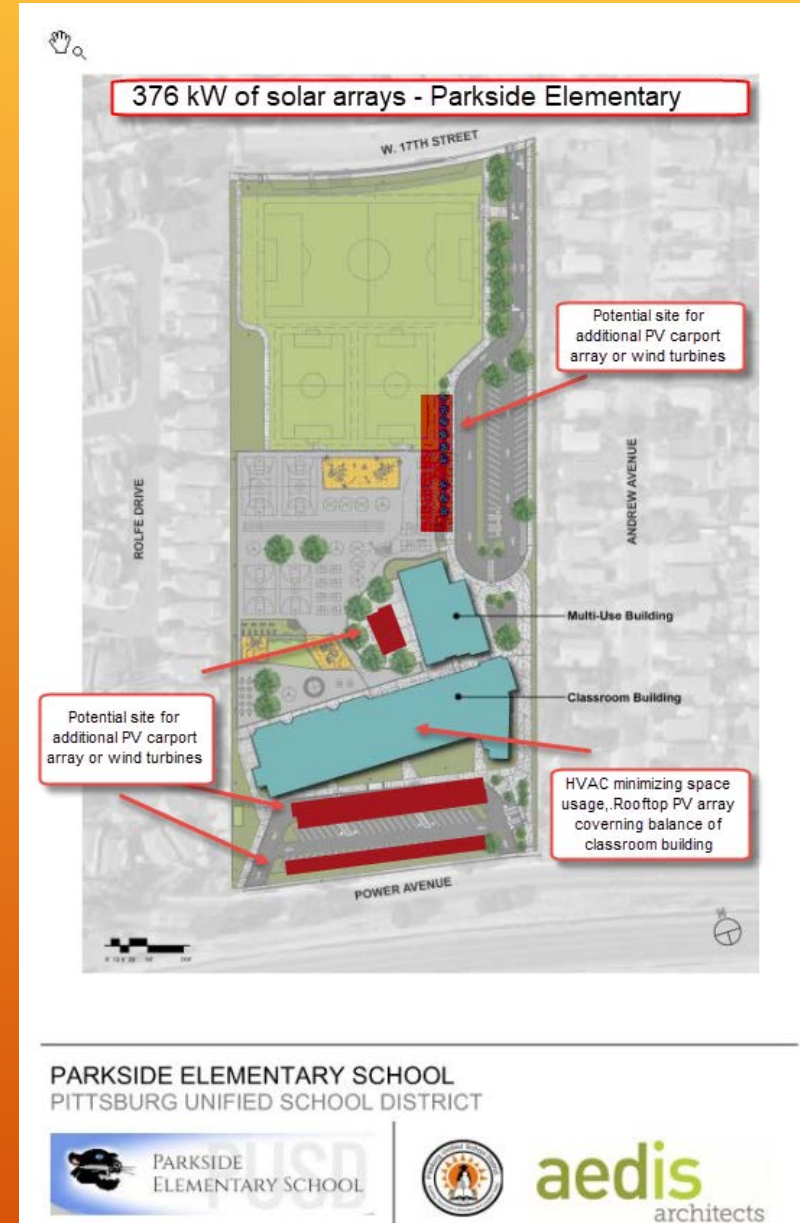 376 kW of solar arrays - Parkside Elementary
W. 17TH STREET
Potential site for
additional PV carport
array or wind turbines
ROLFE DRIVE
ANDREW AVENUE
Multi-Use Building
Classroom Building
Potential site for
additional PV carport
array or wind turbines
HVAC minimizing space
usage,.Rooftop PV array
coverning balance of
classroom building
POWER AVENUE
PARKSIDE ELEMENTARY SCHOOL
PITTSBURG UNIFIED SCHOOL DISTRICT
PUSD
PARKSIDE
ELEMENTARY SCHOOL
aedis
architects